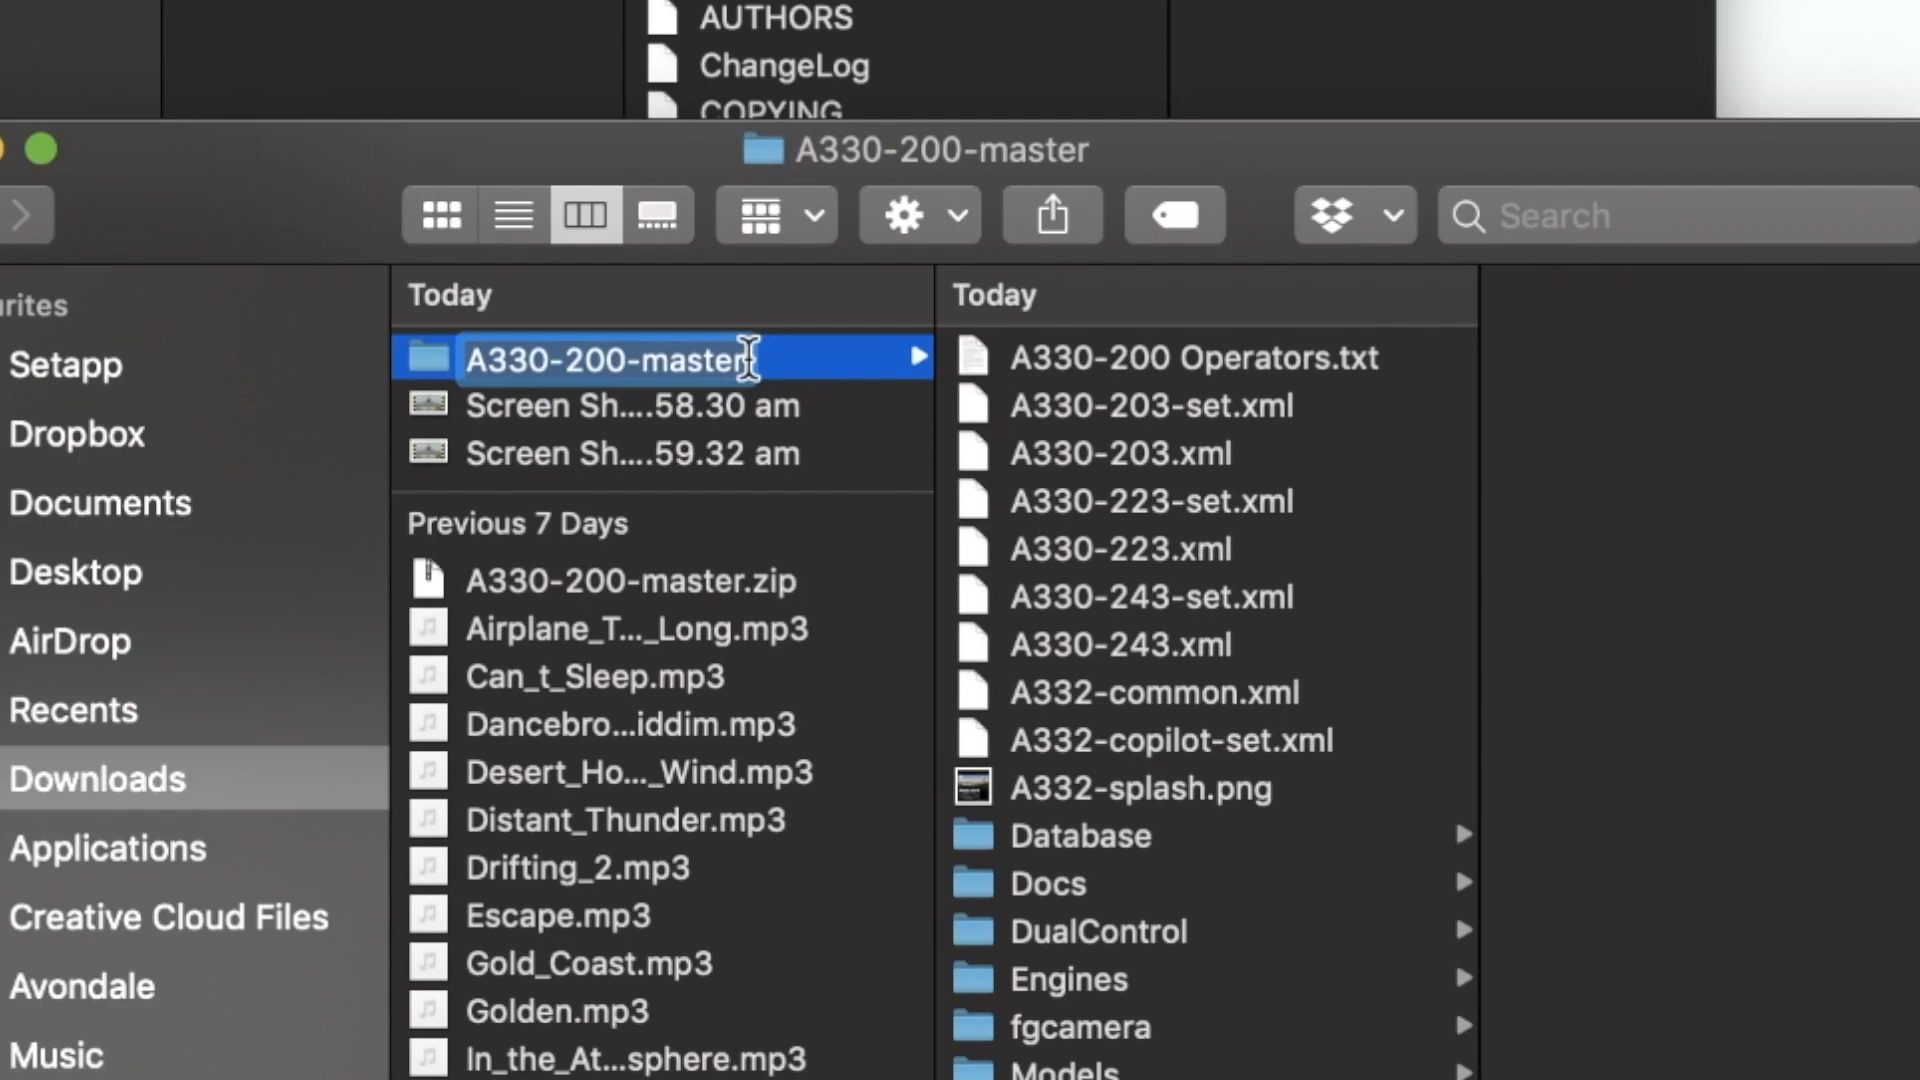 AUTHORS
ChangeLog
COPYING
A330-200-master
Search
Setapp
Dropbox
Documents
Desktop
AirDrop
Recents
Downloads
Applications
Creative Cloud Files
Avondale
Music
Today
A330-200-master
Screen Sh....58.30 am
Screen Sh....59.32 am
Previous 7 Days
A330-200-master.zip
Airplane_T..._Long.mp3
Can_t_Sleep.mp3
Dancebro...iddim.mp3
Desert_Ho..._Wind.mp3
Distant_Thunder.mp3
Drifting_2.mp3
Escape.mp3
Gold_Coast.mp3
Golden.mp3
In_the_At...sphere.mp3
Today
A330-200 Operators.txt
A330-203-set.xml
A330-203.xml
A330-223-set.xml
A330-223.xml
A330-243-set.xml
A330-243.xml
A332-common.xml
A332-copilot-set.xml
A332-splash.png
Database
Docs
DualControl
Engines
fgcamera
Models